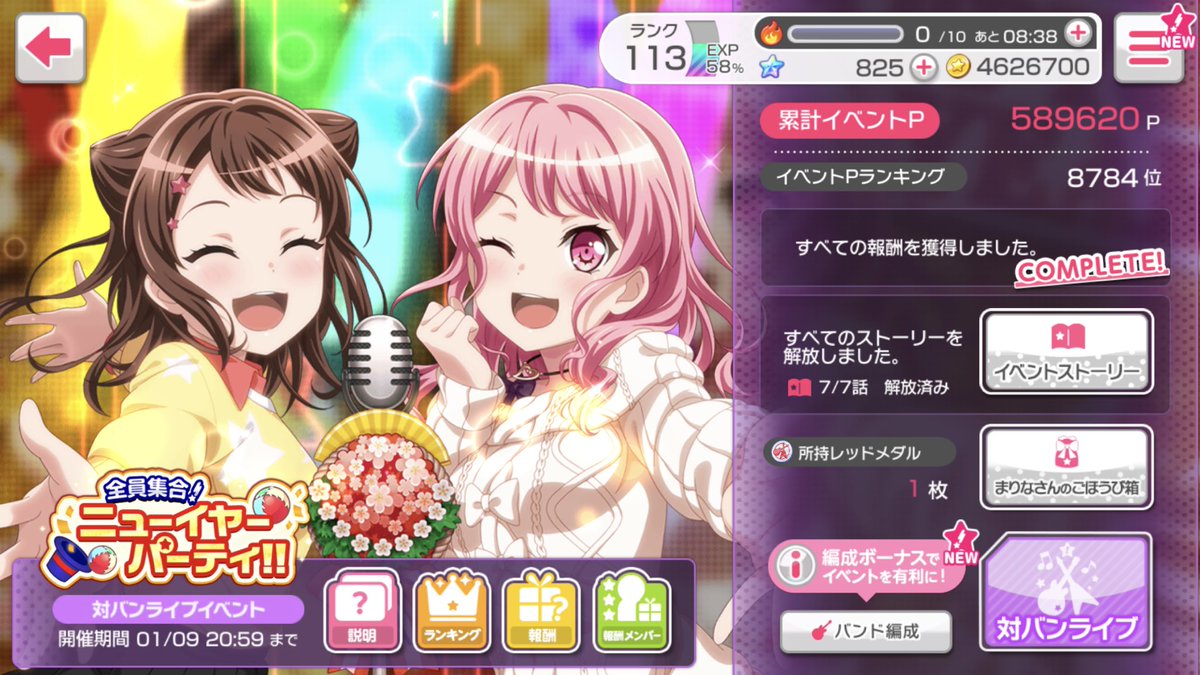 ランク
113
EXP
58%
0 /10 あと 08:38
825
4626700
NEW
累計イベントP
589620 P
イベントPランキング
8784 位
すべての報酬を獲得しました。
COMPLETE!
すべてのストーリーを
解放しました。
7/7話 解放済み
イベントストーリー
所持レッドメダル
1 枚
まりなさんのごほうび箱
編成ボーナスで
イベントを有利に!
NEW
バンド編成
対バンライブ
全員集合!
ニューイヤー
パーティ!!
対バンライブイベント
開催期間 01/09 20:59 まで
?
説明
ランキング
?
報酬
報酬メンバー